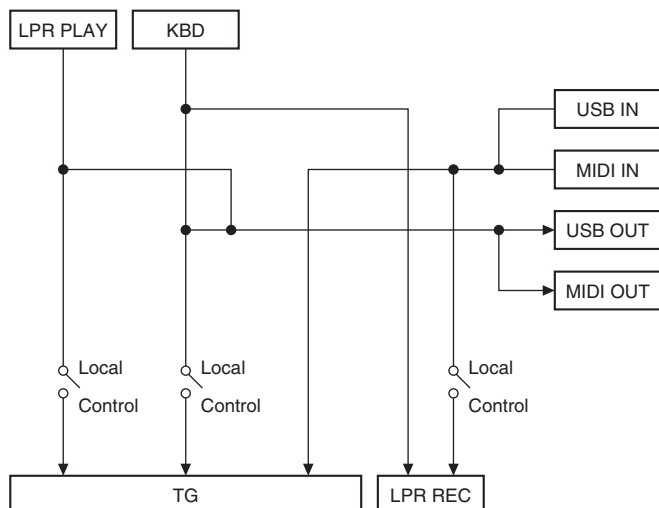 LPR PLAY
KBD
USB IN
MIDI IN
USB OUT
MIDI OUT
Local
Control
Local
Control
Local
Control
TG
LPR REC